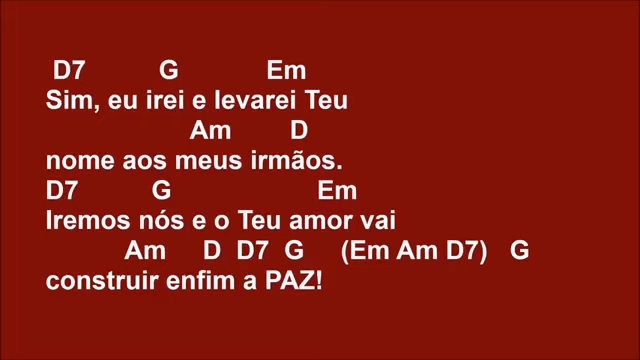 D7 G Em
Sim, eu irei e levarei Teu
Am D
nome aos meus irmãos.
D7 G Em
Iremos nós e o Teu amor vai
Am D D7 G (Em Am D7) G
construir enfim a PAZ!